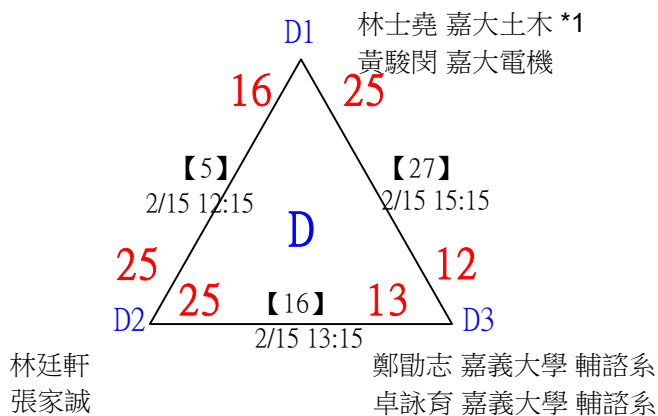 D1
林士堯 嘉大土木 *1
黃駿閔 嘉大電機
16
25
【5】
2/15 12:15
【27】
2/15 15:15
D
25
12
25
【16】
13
D2
D3
2/15 13:15
林廷軒
張家誠
鄭勖志 嘉義大學 輔諮系
卓詠育 嘉義大學 輔諮系